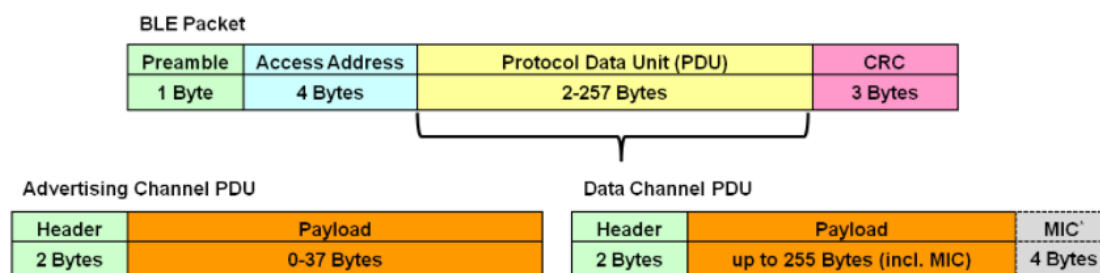 BLE Packet
Preamble Access Address Protocol Data Unit (PDU) CRC
1 Byte 4 Bytes 2-257 Bytes 3 Bytes
Advertising Channel PDU Data Channel PDU
Header Payload Header Payload MIC`
2 Bytes 0-37 Bytes 2 Bytes up to 255 Bytes (incl. MIC) 4 Bytes